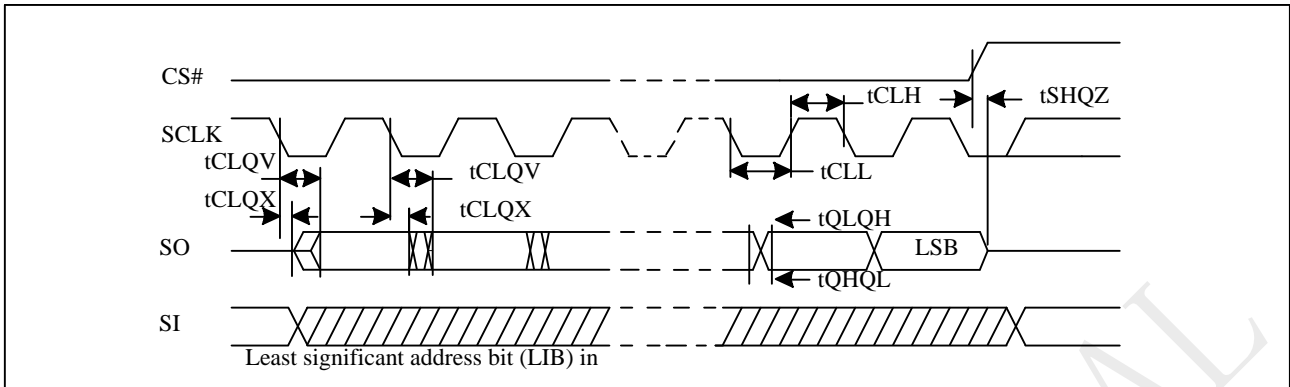 CS#
tCLH
tSHQZ
SCLK
tCLQV
tCLQV
tCLL
tCLQX
tCLQX
tQLQH
SO
LSB
tQHQL
SI
Least significant address bit (LIB) in
AL